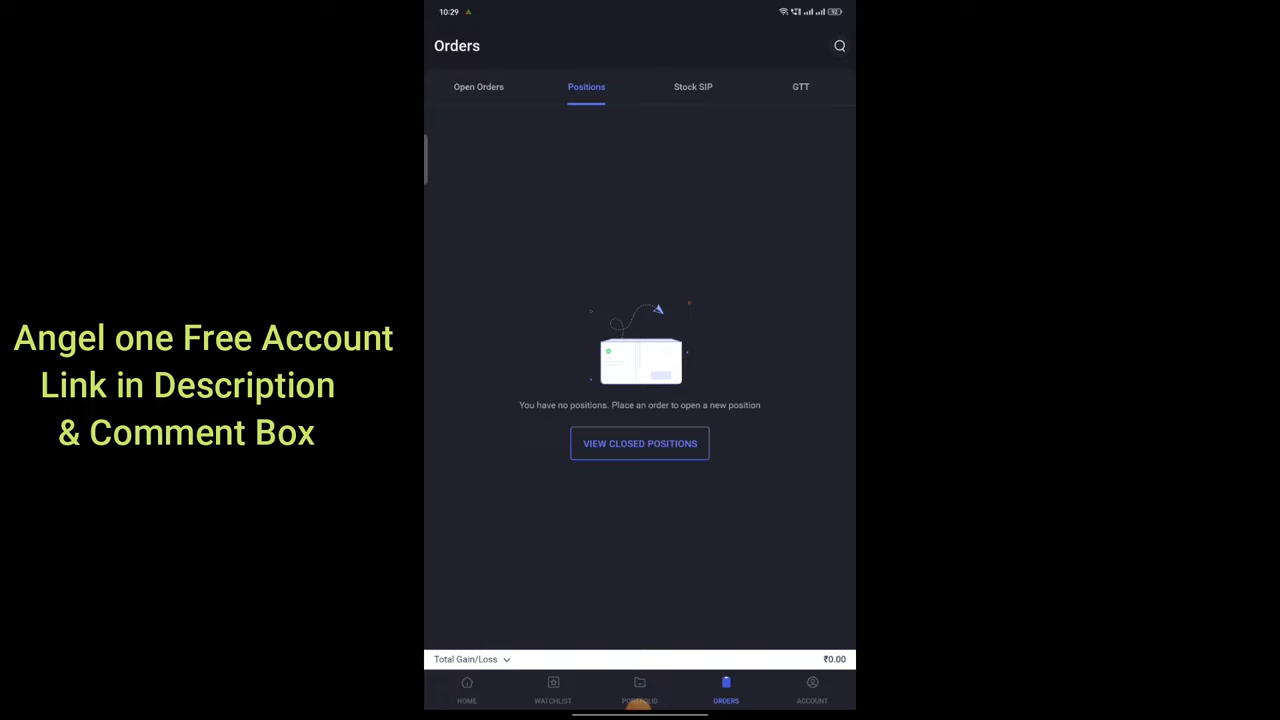 10:29
92
Orders
Open Orders
Positions
Stock SIP
GTT
Angel one Free Account
Link in Description
& Comment Box
You have no positions. Place an order to open a new position
VIEW CLOSED POSITIONS
Total Gain/Loss
₹0.00
HOME
WATCHLIST
PORTFOLIO
ORDERS
ACCOUNT